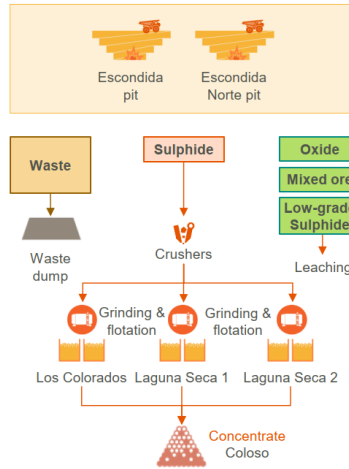 Escondida
pit
Escondida
Norte pit
Waste
Sulphide
Oxide
Mixed ore
Low-grade
Sulphide
Waste
dump
Crushers
Leaching
Grinding &
flotation
Grinding &
flotation
Los Colorados
Laguna Seca 1
Laguna Seca 2
Concentrate
Coloso